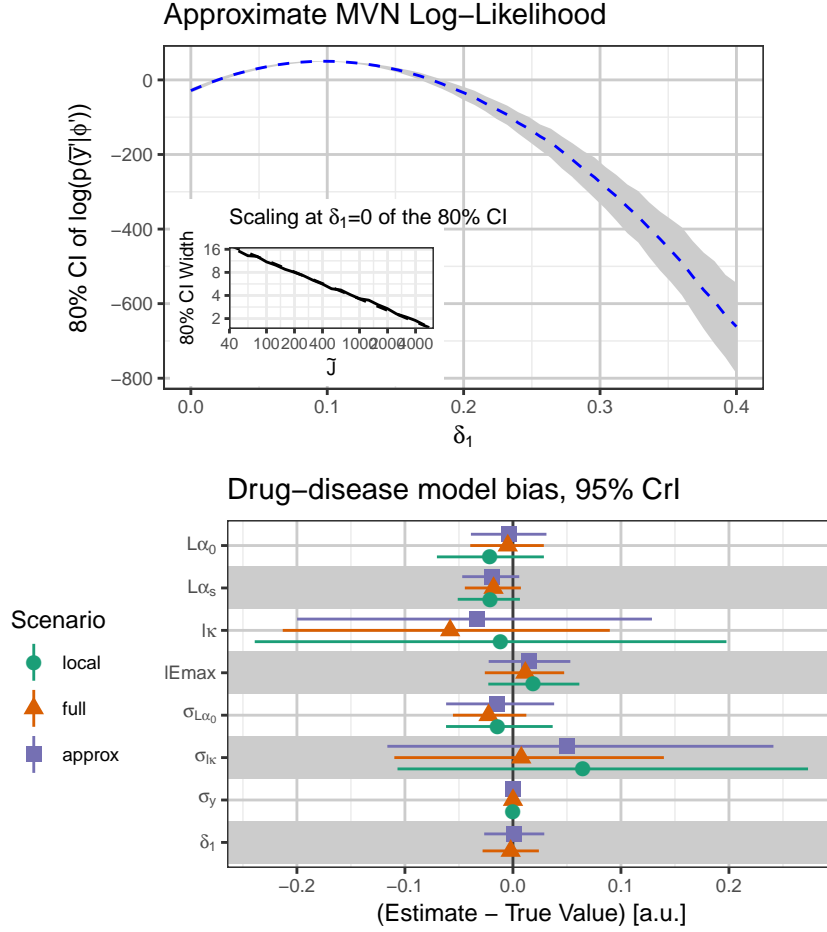 Approximate MVN Log−Likelihood
80% CI of log(p(y̅'|ϕ'))
0
−200
−400
−600
−800
Scaling at δ₁=0 of the 80% CI
80% CI Width
16
8
4
2
40 100 200 400 1000 2000 4000
J̃
0.0 0.1 0.2 0.3 0.4
δ₁
Drug−disease model bias, 95% CrI
Lα₀
Lαₛ
lκ
lEmax
σ_Lα₀
σ_lκ
σ_y
δ₁
Scenario
local
full
approx
−0.2 −0.1 0.0 0.1 0.2
(Estimate − True Value) [a.u.]